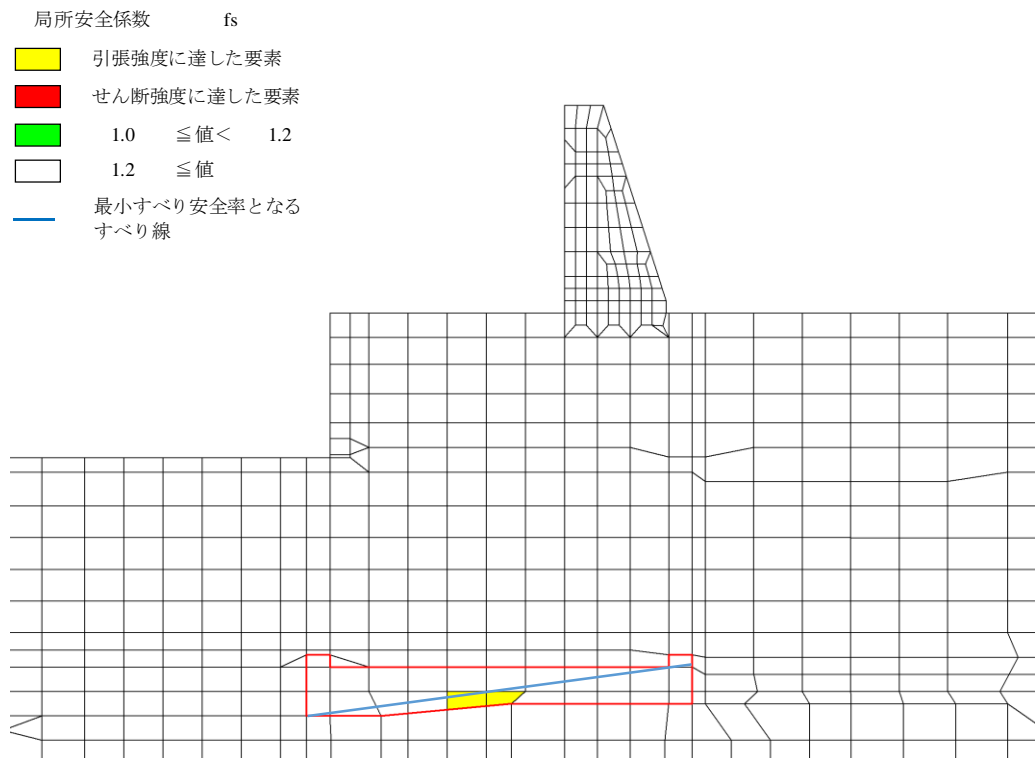 局所安全係数 fs
引張強度に達した要素
せん断強度に達した要素
1.0 ≦値< 1.2
1.2 ≦値
最小すべり安全率となる
すべり線